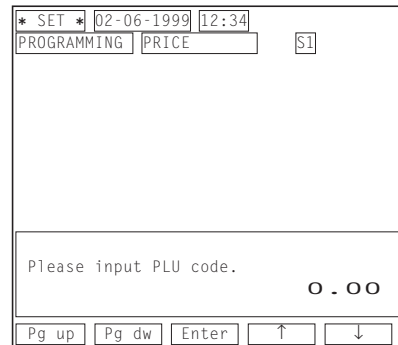 * SET * 02-06-1999 12:34
PROGRAMMING PRICE S1
Please input PLU code.
0.00
Pg up Pg dw Enter ↑ ↓